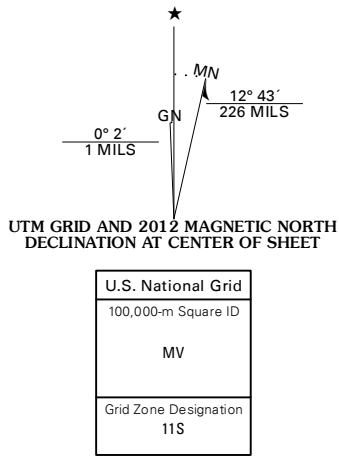 ★
MN
GN
12° 43´
226 MILS
0° 2´
1 MILS
UTM GRID AND 2012 MAGNETIC NORTH
DECLINATION AT CENTER OF SHEET
U.S. National Grid
100,000-m Square ID
MV
Grid Zone Designation
11S